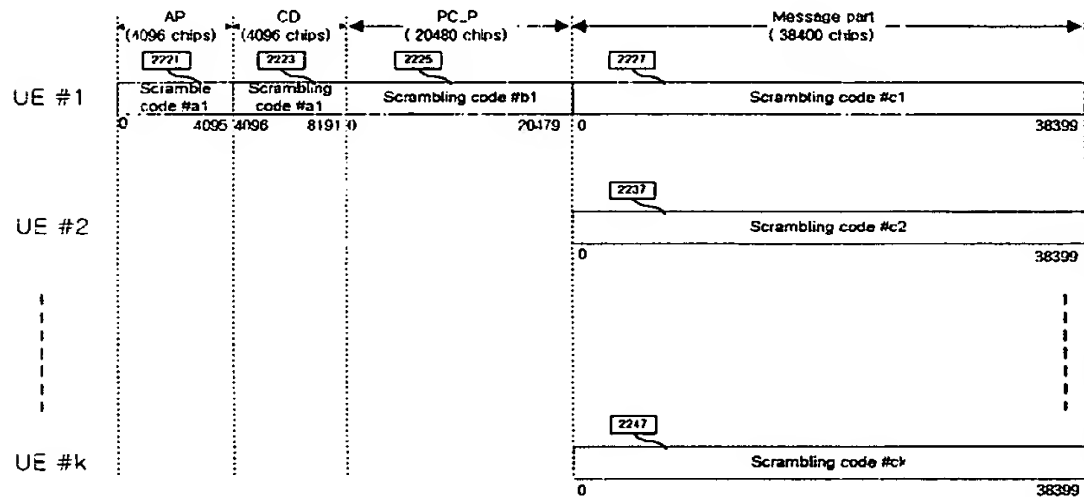 AP CD PC_P Message part
(4096 chips) (4096 chips) ( 20480 chips) ( 38400 chips)
2221 2223 2225 2227
UE #1 Scramble code #a1 Scrambling code #a1 Scrambling code #b1 Scrambling code #c1
0 4095 4096 8191 0 20479 0 38399
2237
UE #2 Scrambling code #c2
0 38399
2247
UE #k Scrambling code #ck
0 38399